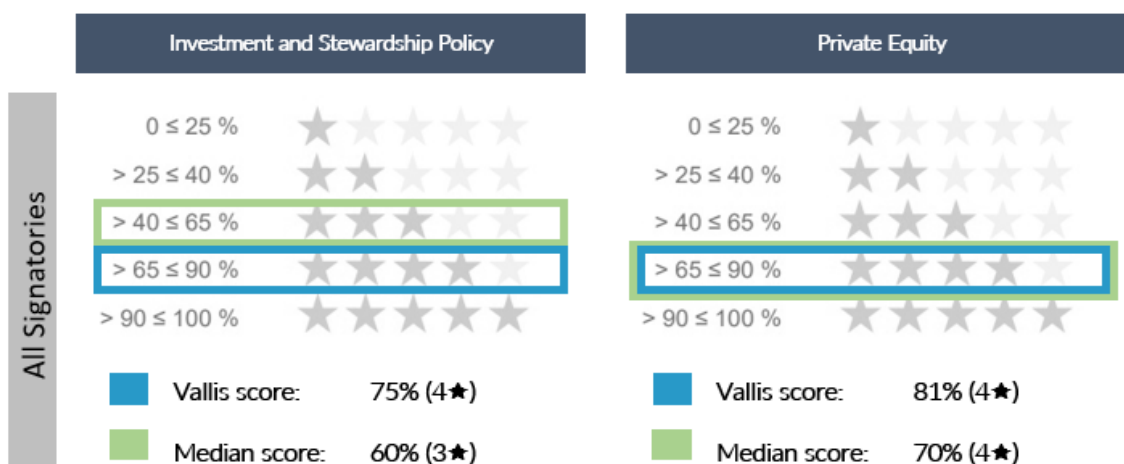 Investment and Stewardship Policy
Private Equity
All Signatories
0 ≤ 25 %
> 25 ≤ 40 %
> 40 ≤ 65 %
> 65 ≤ 90 %
> 90 ≤ 100 %
0 ≤ 25 %
> 25 ≤ 40 %
> 40 ≤ 65 %
> 65 ≤ 90 %
> 90 ≤ 100 %
Vallis score: 75% (4★)
Median score: 60% (3★)
Vallis score: 81% (4★)
Median score: 70% (4★)